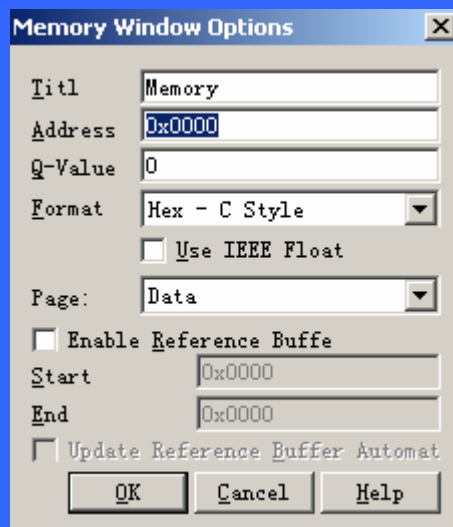 Memory Window Options
Titl Memory
Address 0x0000
Q-Value 0
Format Hex - C Style
Use IEEE Float
Page: Data
Enable Reference Buffe
Start 0x0000
End 0x0000
Update Reference Buffer Automat
OK Cancel Help